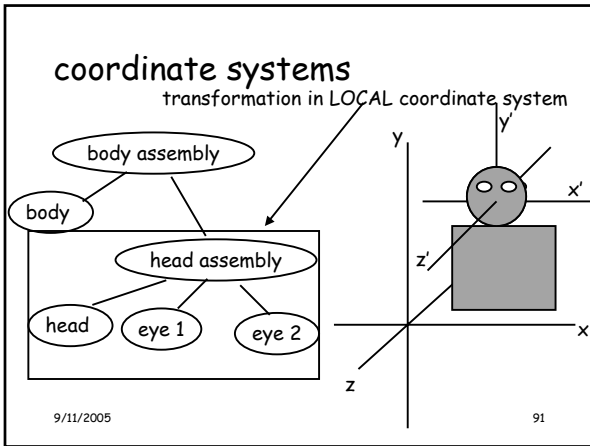 coordinate systems
transformation in LOCAL coordinate system
y'
y
body assembly
x'
body
head assembly
z'
head
eye 1
eye 2
x
z
9/11/2005
91